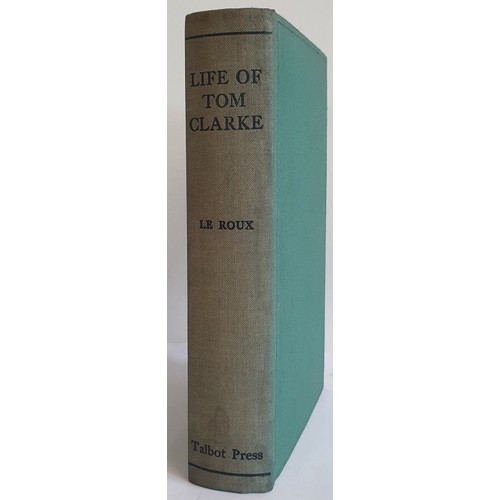 LIFE OF
TOM
CLARKE
LE ROUX
Talbot Press